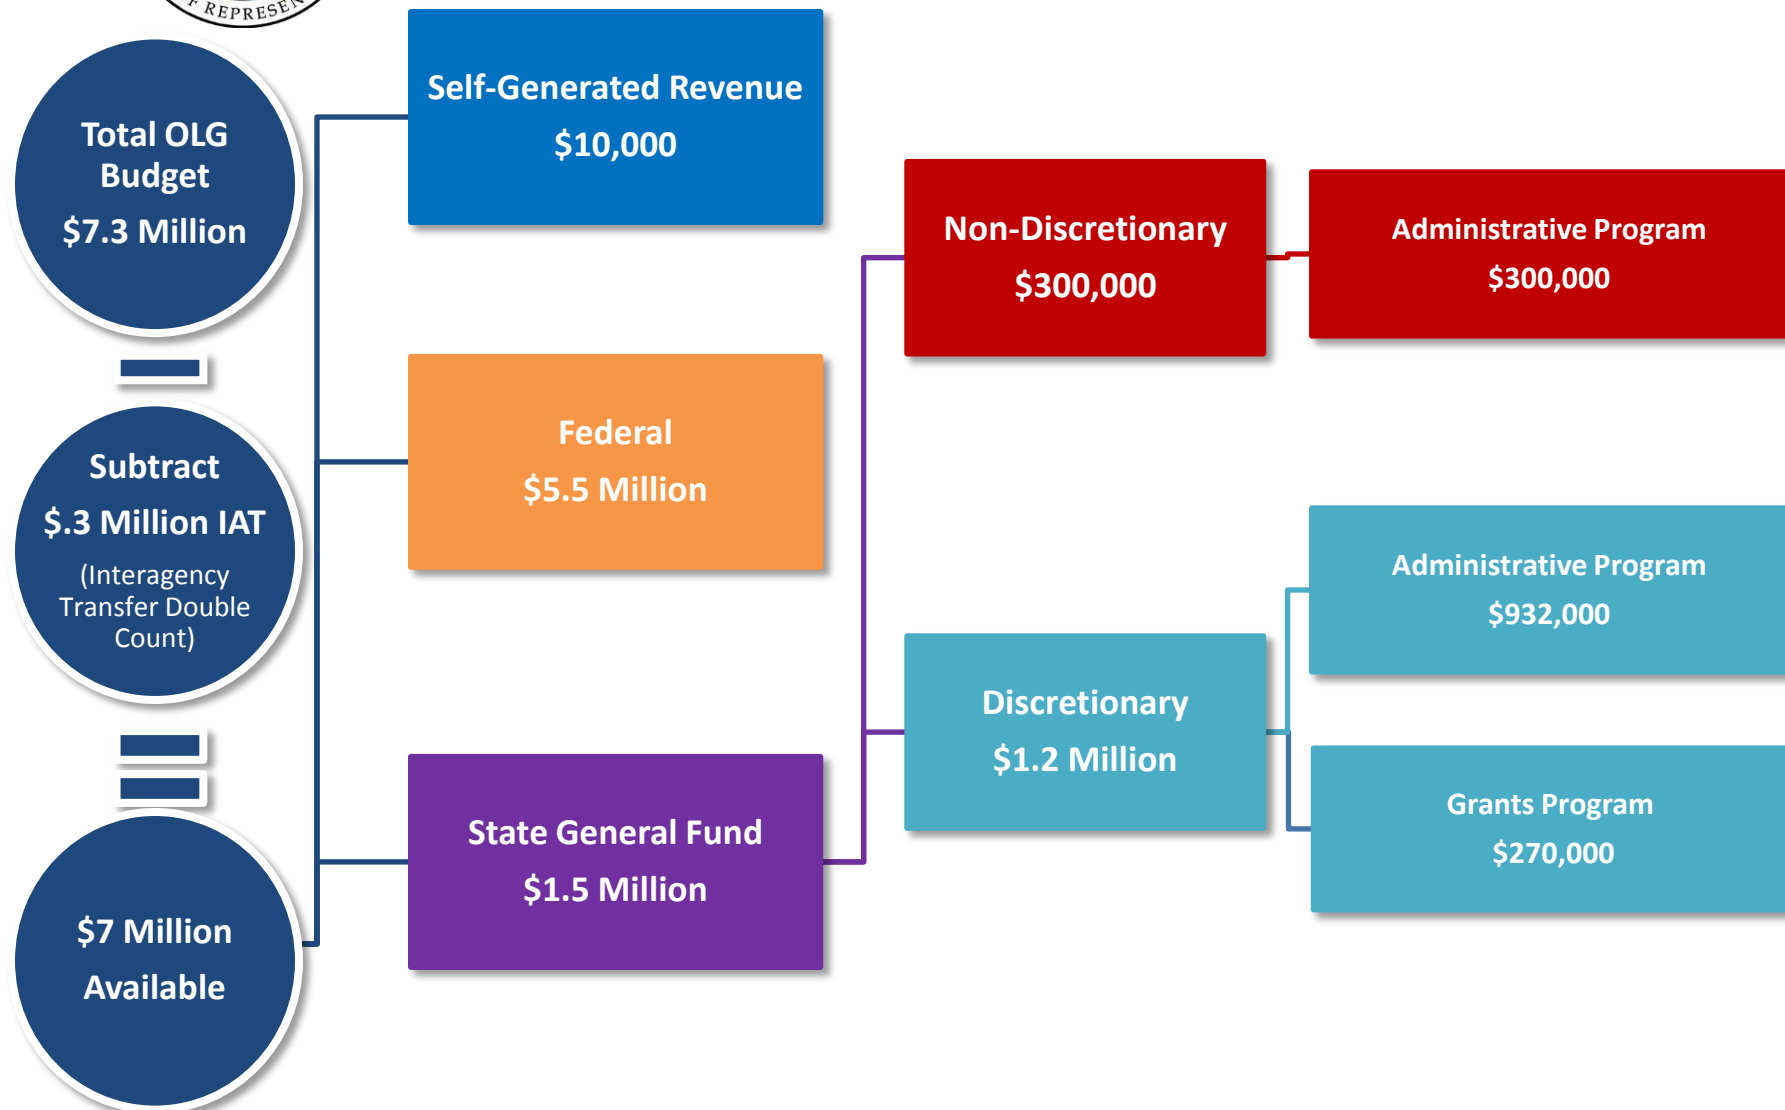 F REPRESEN
Total OLG
Budget
$7.3 Million
Subtract
$.3 Million IAT
(Interagency
Transfer Double
Count)
$7 Million
Available
Self-Generated Revenue
$10,000
Federal
$5.5 Million
State General Fund
$1.5 Million
Non-Discretionary
$300,000
Discretionary
$1.2 Million
Administrative Program
$300,000
Administrative Program
$932,000
Grants Program
$270,000